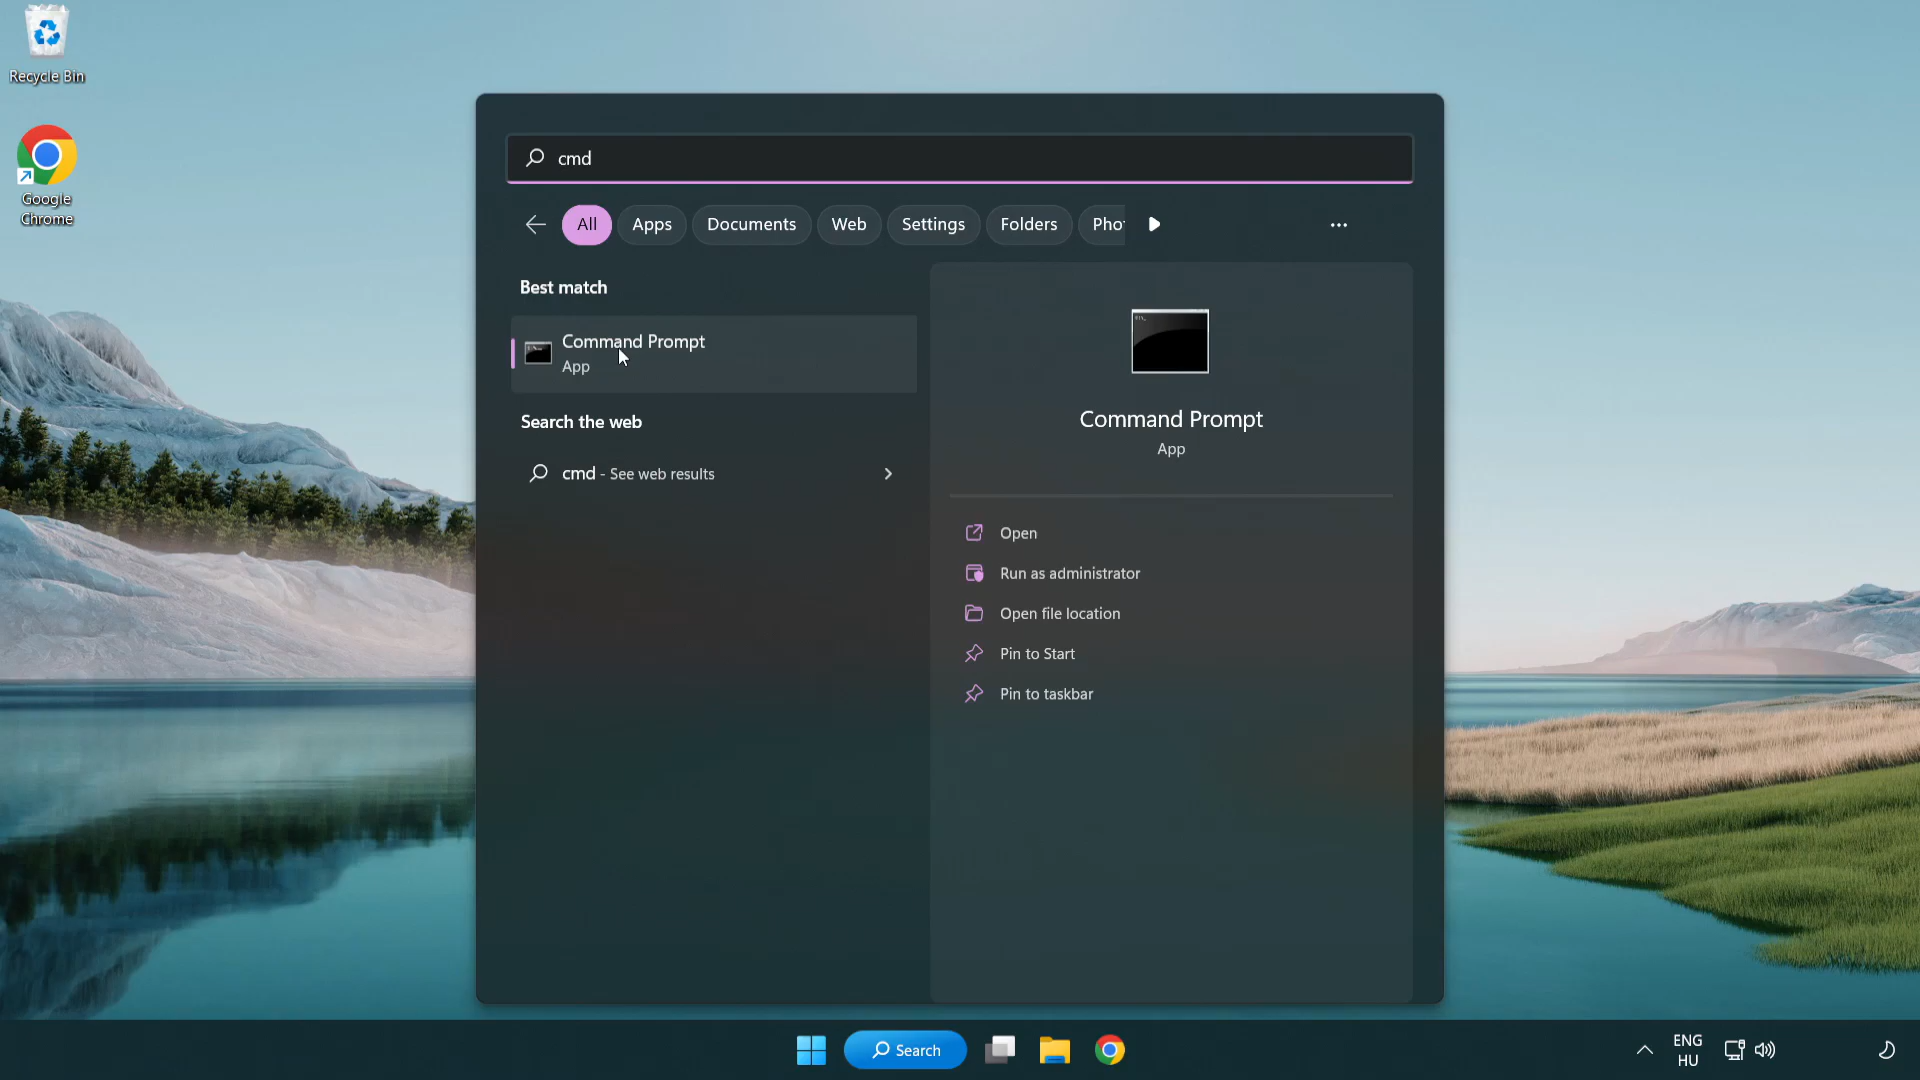 Recycle Bin
Google
Chrome
cmd
All Apps Documents Web Settings Folders
Best match
Command Prompt
App
Search the web
cmd - See web results
Command Prompt
App
Open
Run as administrator
Open file location
Pin to Start
Pin to taskbar
Search
ENG
HU